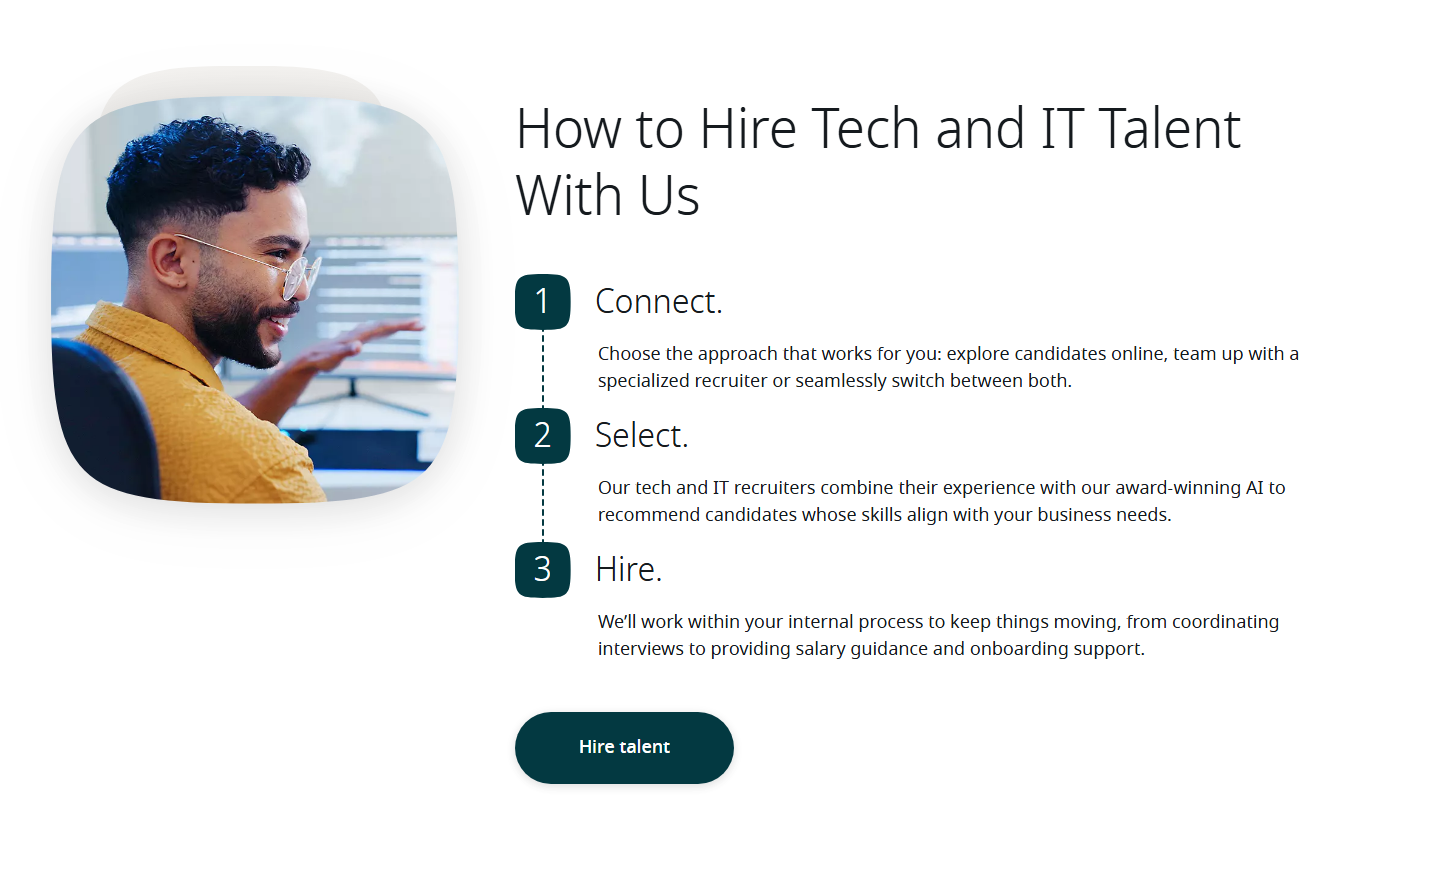 How to Hire Tech and IT Talent
With Us
1
Connect.
Choose the approach that works for you: explore candidates online, team up with a
specialized recruiter or seamlessly switch between both.
2
Select.
Our tech and IT recruiters combine their experience with our award-winning AI to
recommend candidates whose skills align with your business needs.
3
Hire.
We’ll work within your internal process to keep things moving, from coordinating
interviews to providing salary guidance and onboarding support.
Hire talent